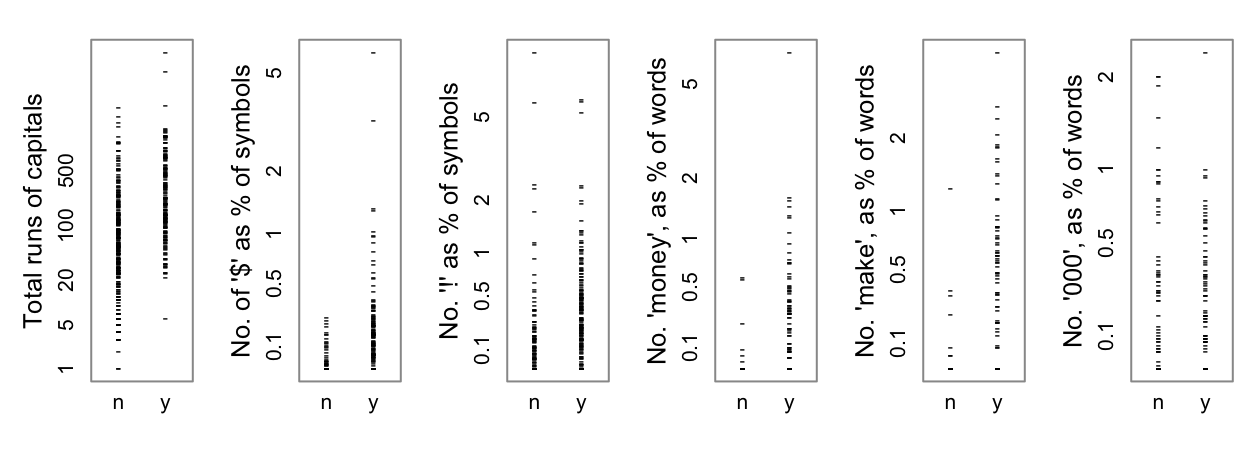 Total runs of capitals
500
100
20
5
1
n y
No. of '$' as % of symbols
5
2
1
0.5
0.1
n y
No. '!' as % of symbols
5
2
1
0.5
0.1
n y
No. 'money', as % of words
5
2
1
0.5
0.1
n y
No. 'make', as % of words
2
1
0.5
0.1
n y
No. '000', as % of words
2
1
0.5
0.1
n y